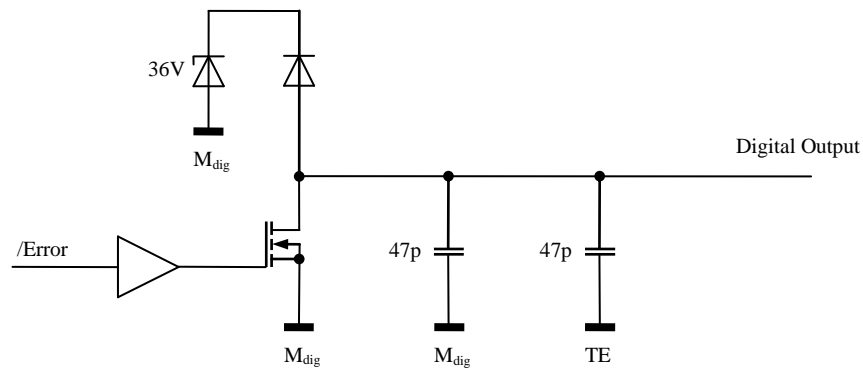 36V
M_dig
Digital Output
/Error
47p
47p
M_dig
M_dig
TE